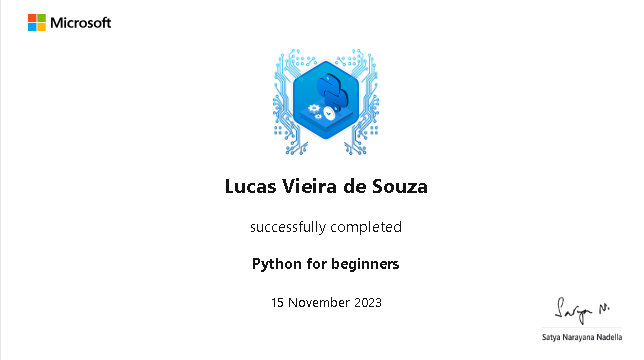 Microsoft
Lucas Vieira de Souza
successfully completed
Python for beginners
15 November 2023
Satya N.
Satya Narayana Nadella